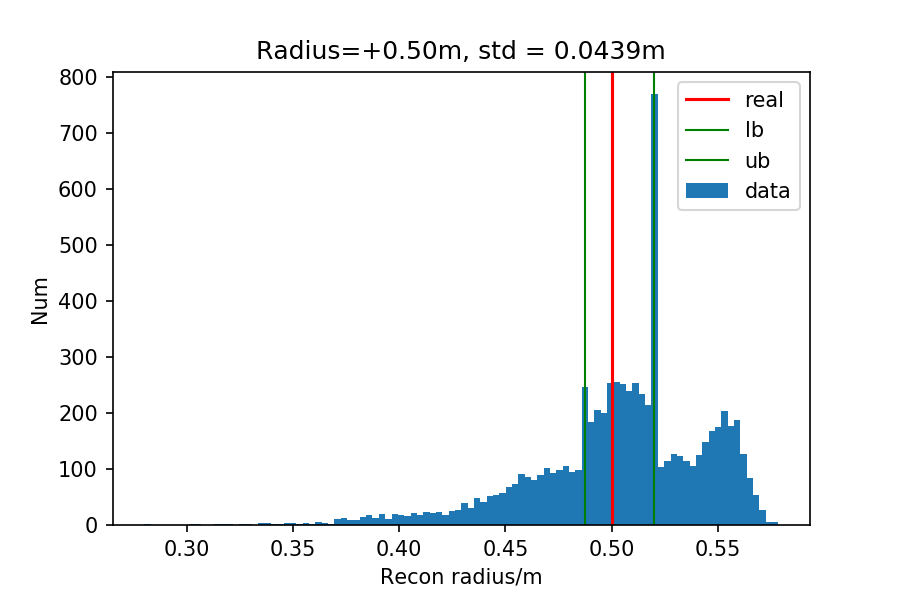 Radius=+0.50m, std = 0.0439m
800
700
600
500
400
300
200
100
0
Num
real
lb
ub
data
0.30 0.35 0.40 0.45 0.50 0.55
Recon radius/m